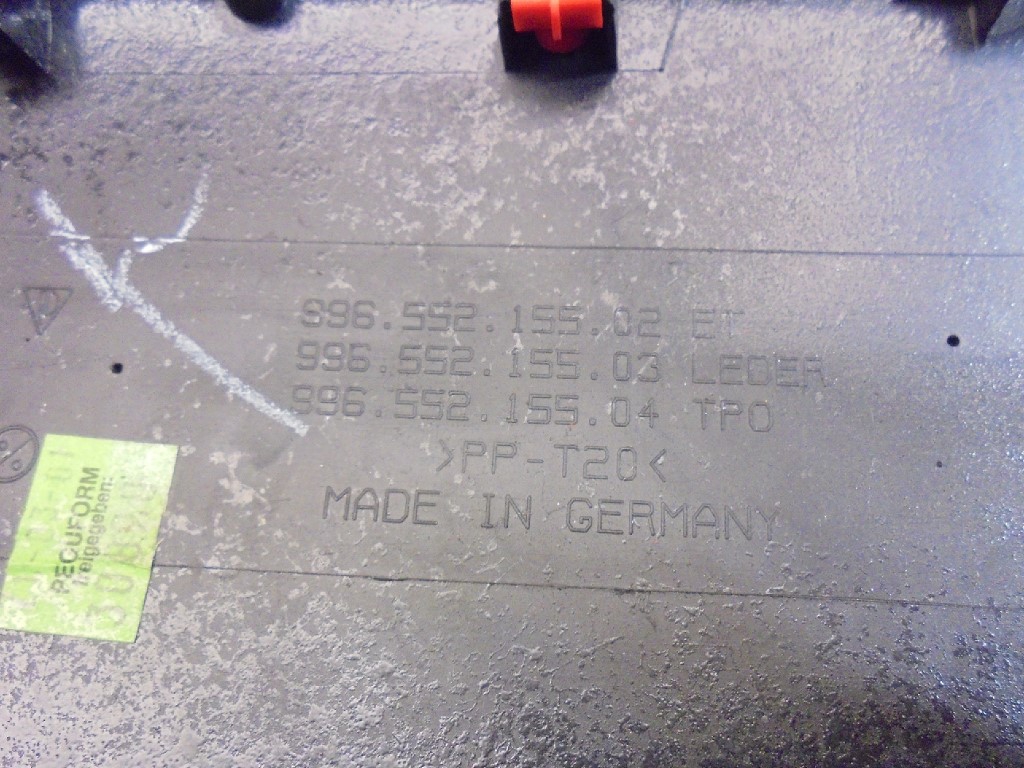 996.552.155.02 ET
996.552.155.03 LEDER
996.552.155.04 TPO
>PP-T20<
MADE IN GERMANY
PECUFORM
freigegeben: